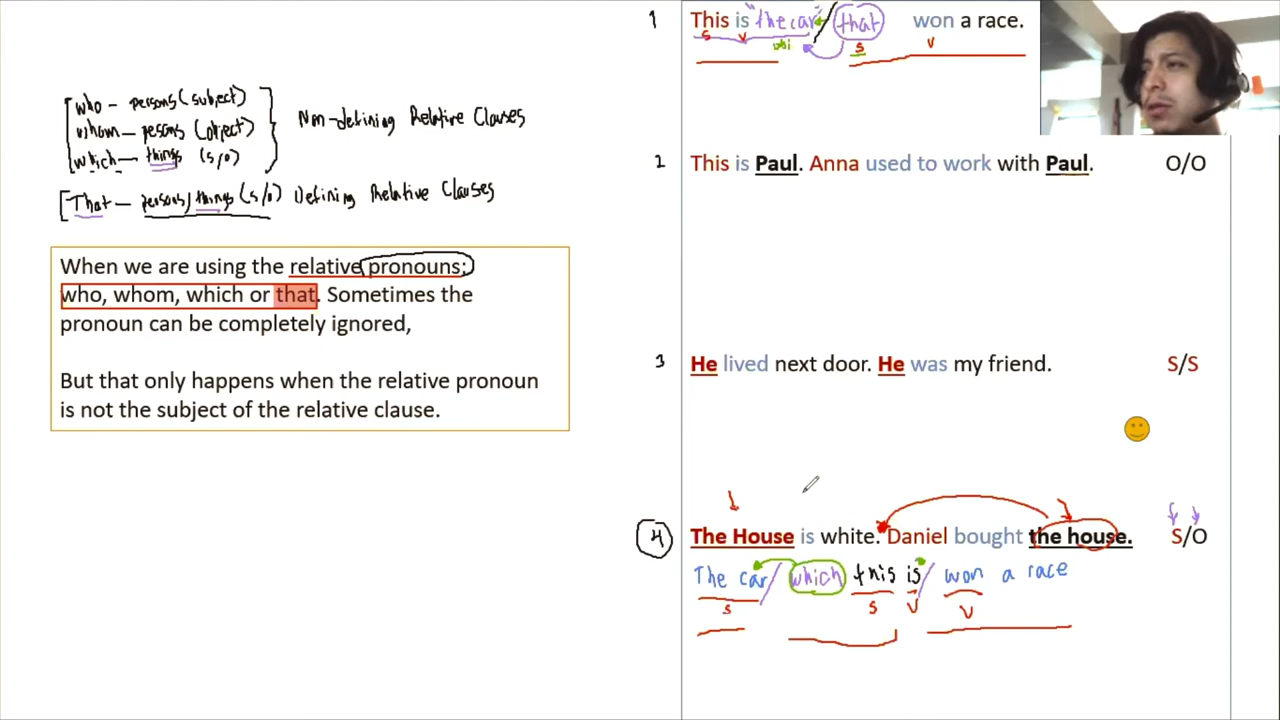 1 This is "the car" / that won a race.
s v whi s v
[who – persons (subject)
whom – persons (object)
which – things (s/o)
Non-defining Relative Clauses
[That – persons/things (s/o) Defining Relative Clauses
2 This is Paul. Anna used to work with Paul. O/O
When we are using the relative pronouns;
who, whom, which or that. Sometimes the
pronoun can be completely ignored,
But that only happens when the relative pronoun
is not the subject of the relative clause.
3 He lived next door. He was my friend. S/S
4 The House is white. Daniel bought the house. S/O
The car / which this is / won a race
s s v v